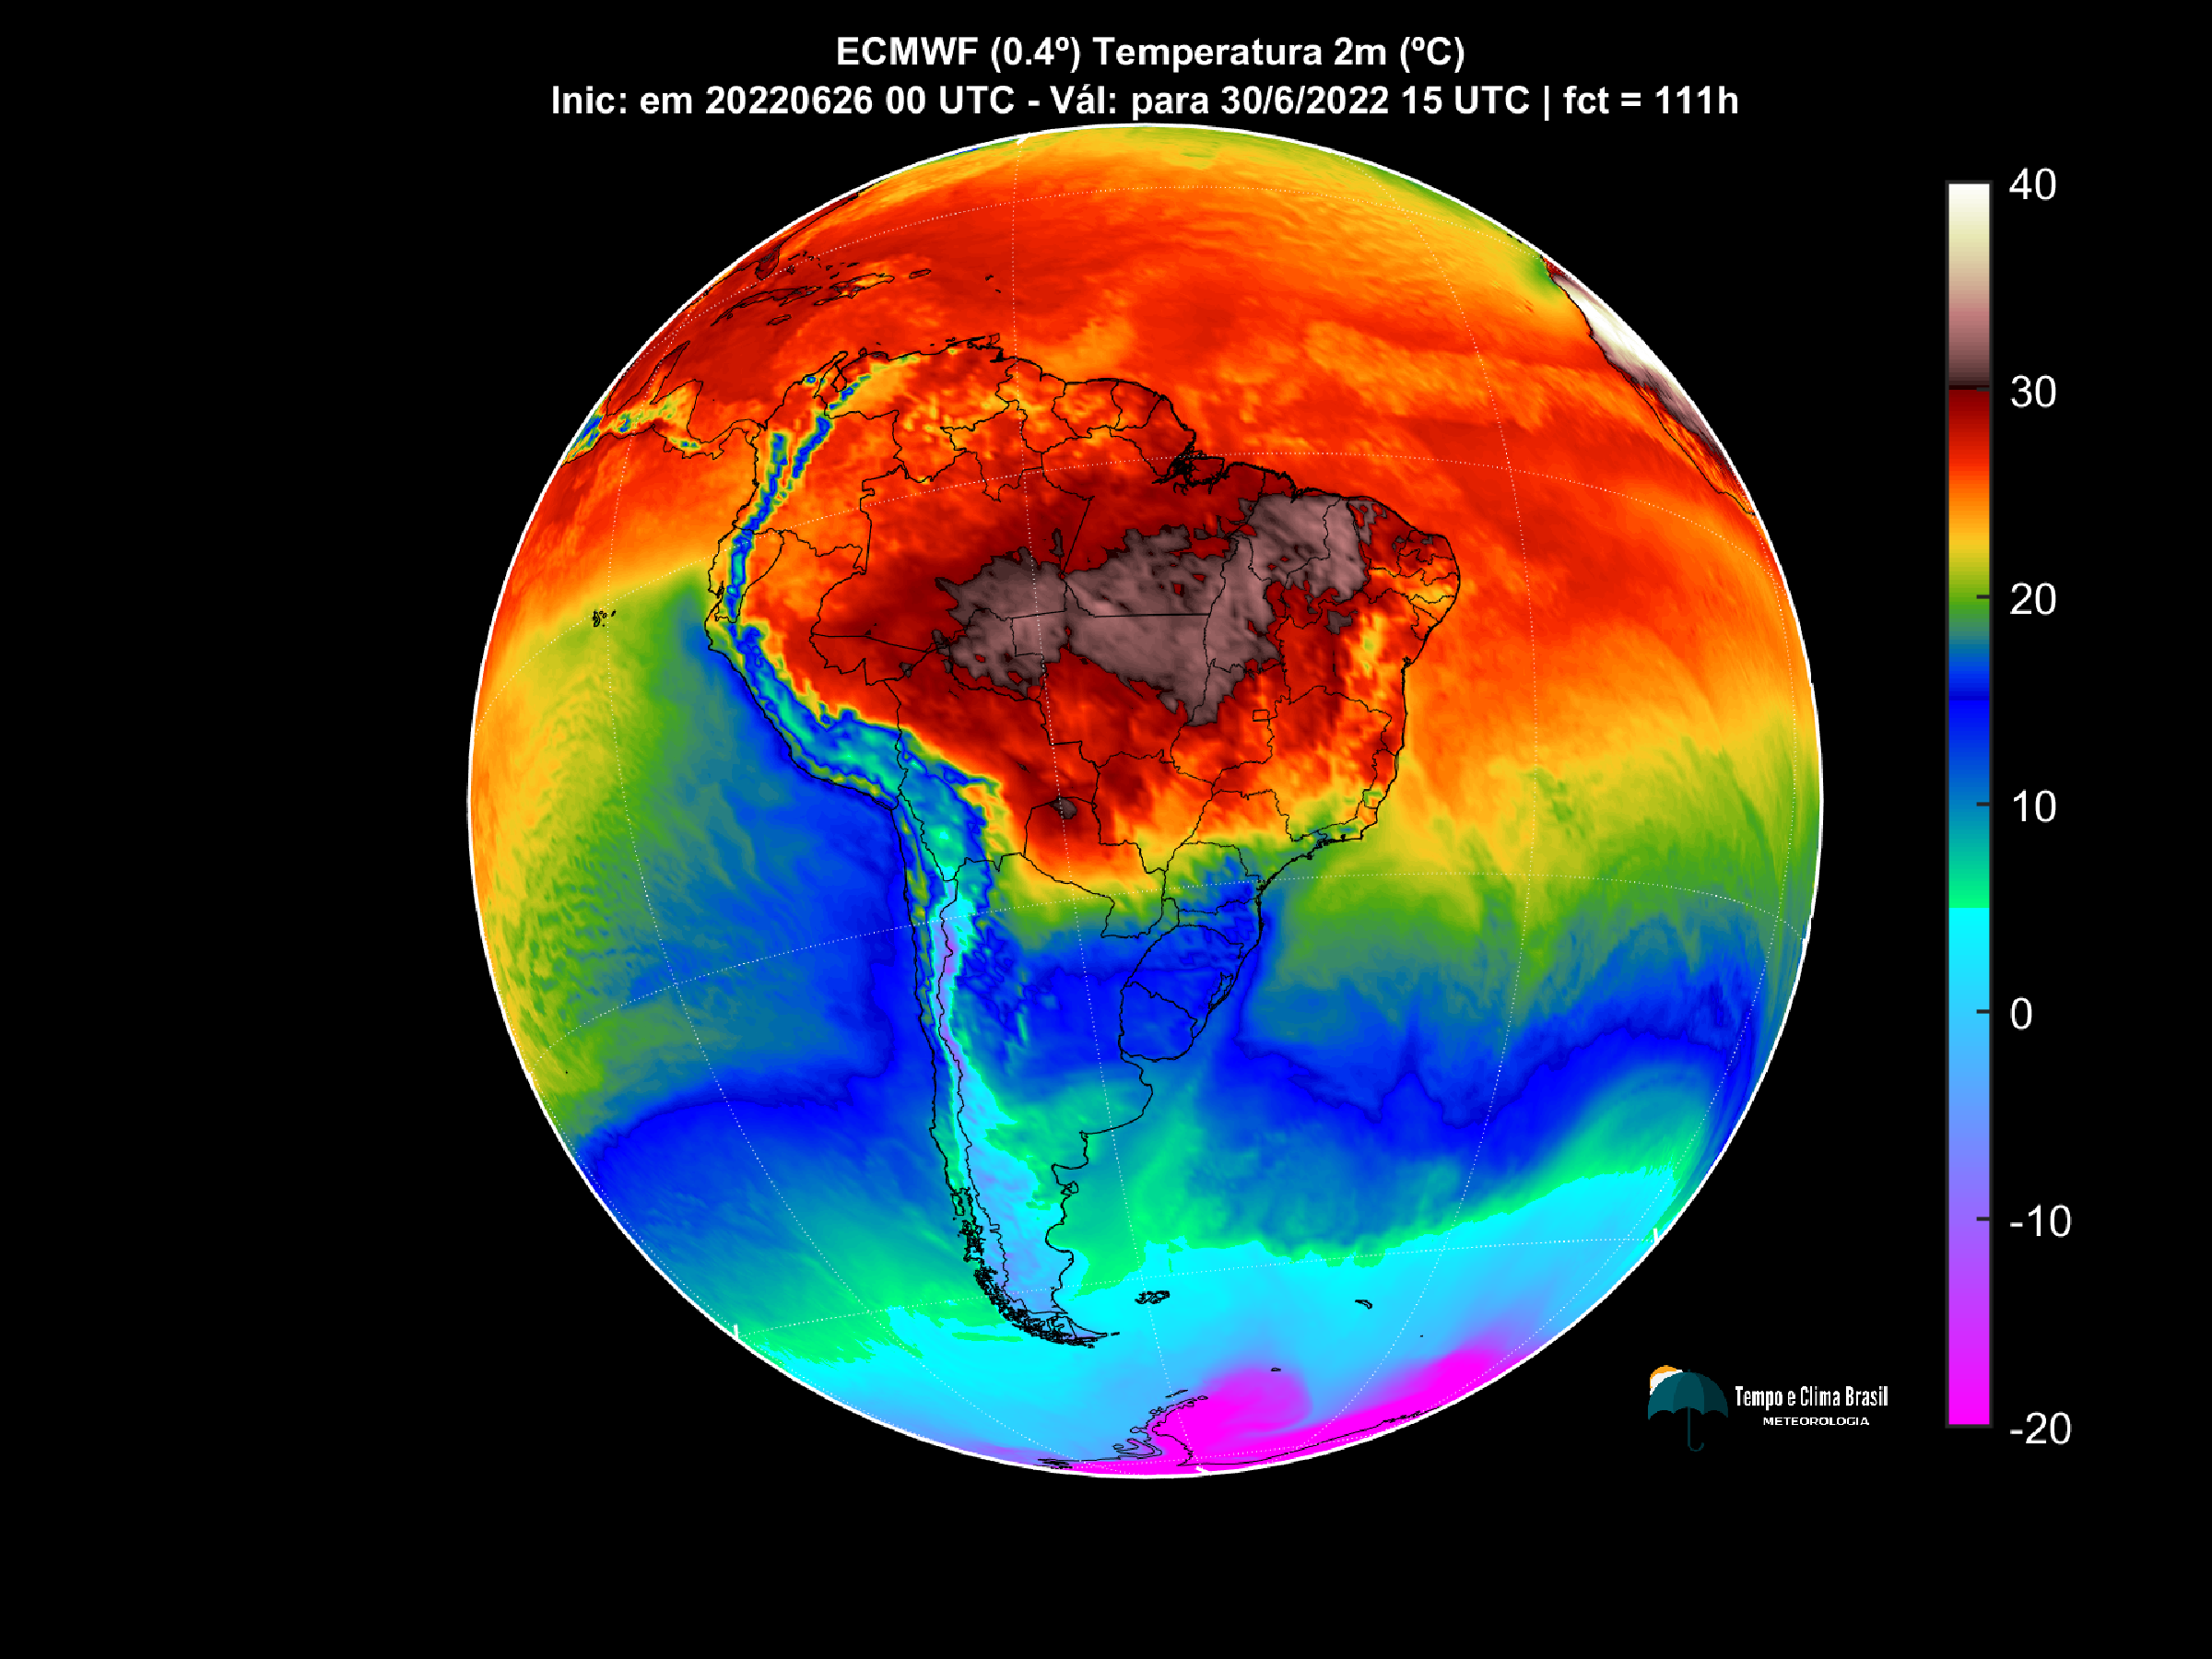 ECMWF (0.4º) Temperatura 2m (ºC)
Inic: em 20220626 00 UTC - Vál: para 30/6/2022 15 UTC | fct = 111h
40
30
20
10
0
-10
-20
Tempo e Clima Brasil
METEOROLOGIA